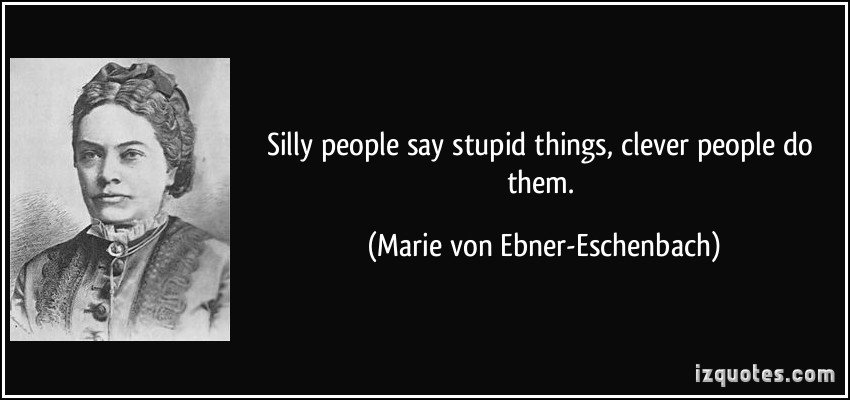 Silly people say stupid things, clever people do
them.
(Marie von Ebner-Eschenbach)
izquotes.com